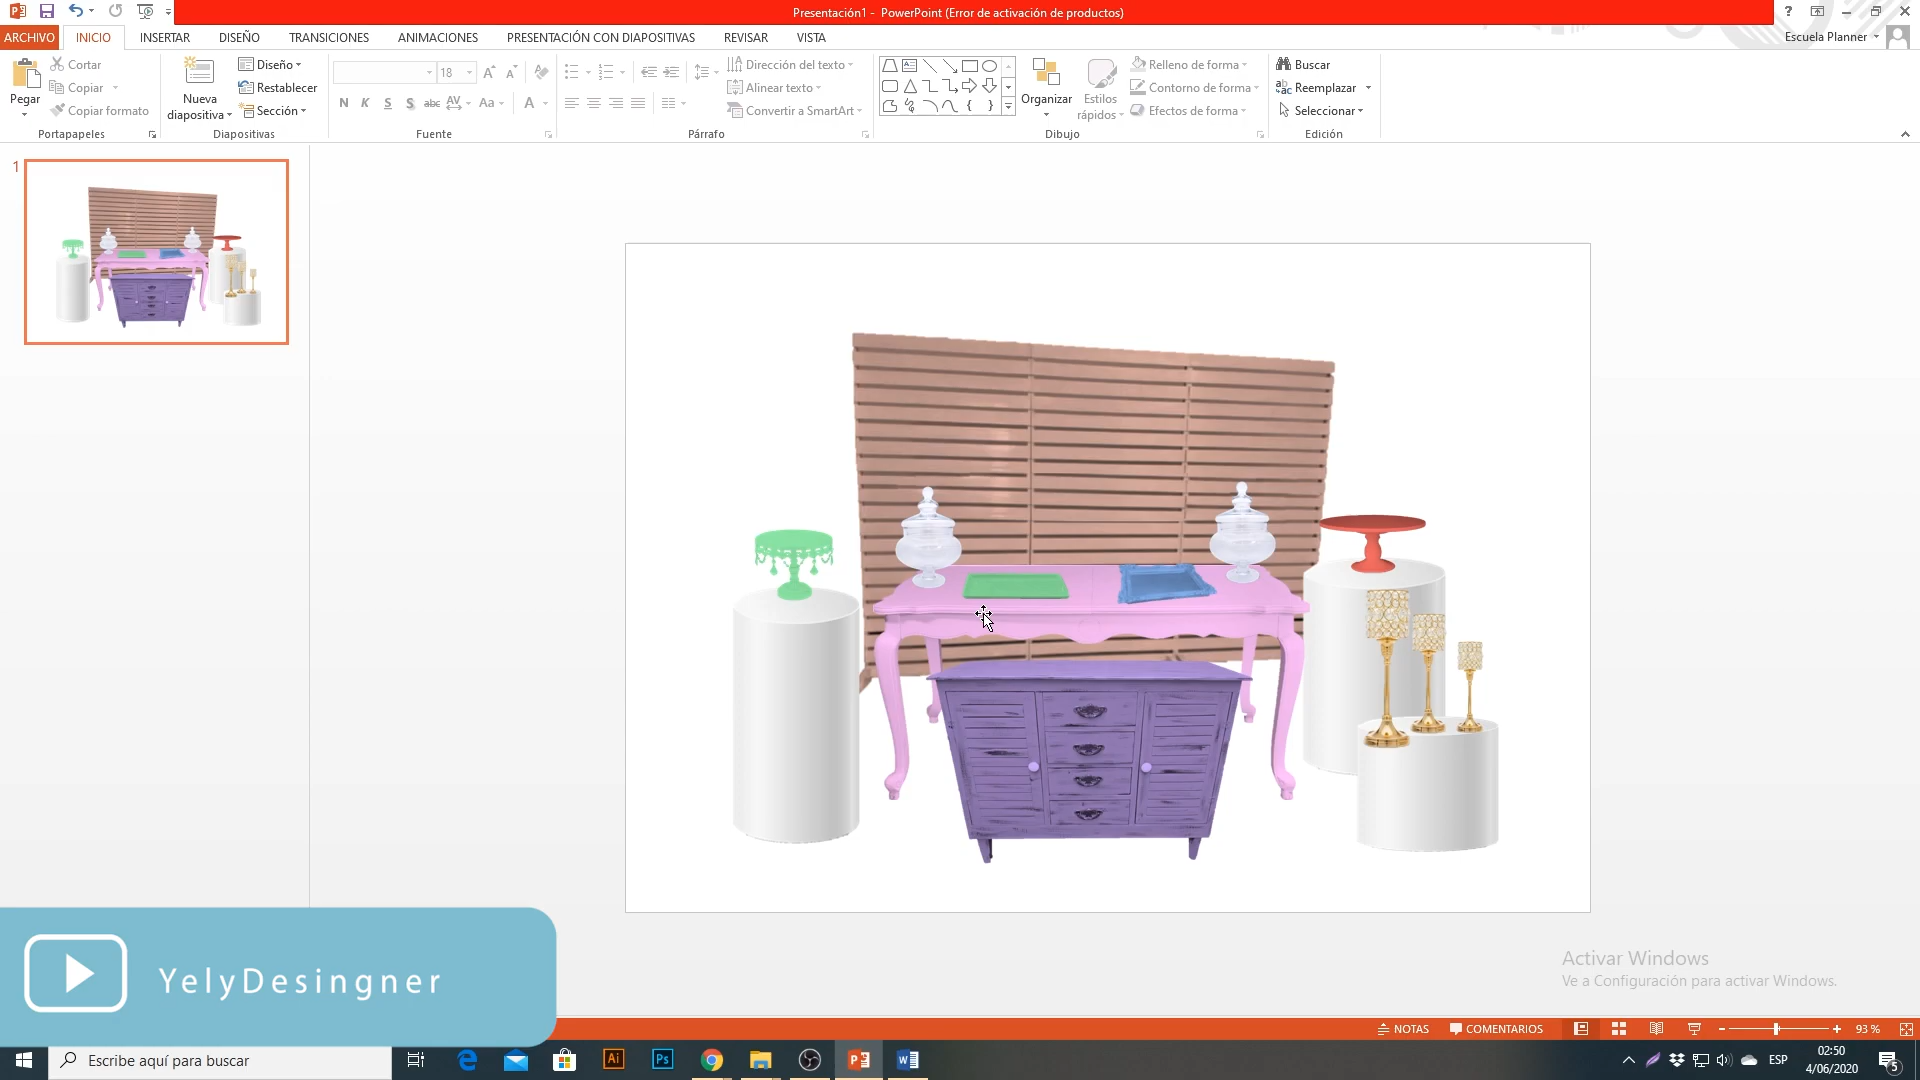 Presentación1 - PowerPoint (Error de activación de productos)
ARCHIVO INICIO INSERTAR DISEÑO TRANSICIONES ANIMACIONES PRESENTACIÓN CON DIAPOSITIVAS REVISAR VISTA
Escuela Planner
Pegar
Cortar
Copiar
Copiar formato
Portapapeles
Nueva
diapositiva
Diseño
Restablecer
Sección
Diapositivas
18
N K S S abc AV Aa A
Fuente
Dirección del texto
Alinear texto
Convertir a SmartArt
Párrafo
Organizar
Estilos
rápidos
Relleno de forma
Contorno de forma
Efectos de forma
Dibujo
Buscar
Reemplazar
Seleccionar
Edición
1
YelyDesingner
Activar Windows
Ve a Configuración para activar Windows.
NOTAS COMENTARIOS 93 %
Escribe aquí para buscar
Ai
Ps
ESP
02:50
4/06/2020
5